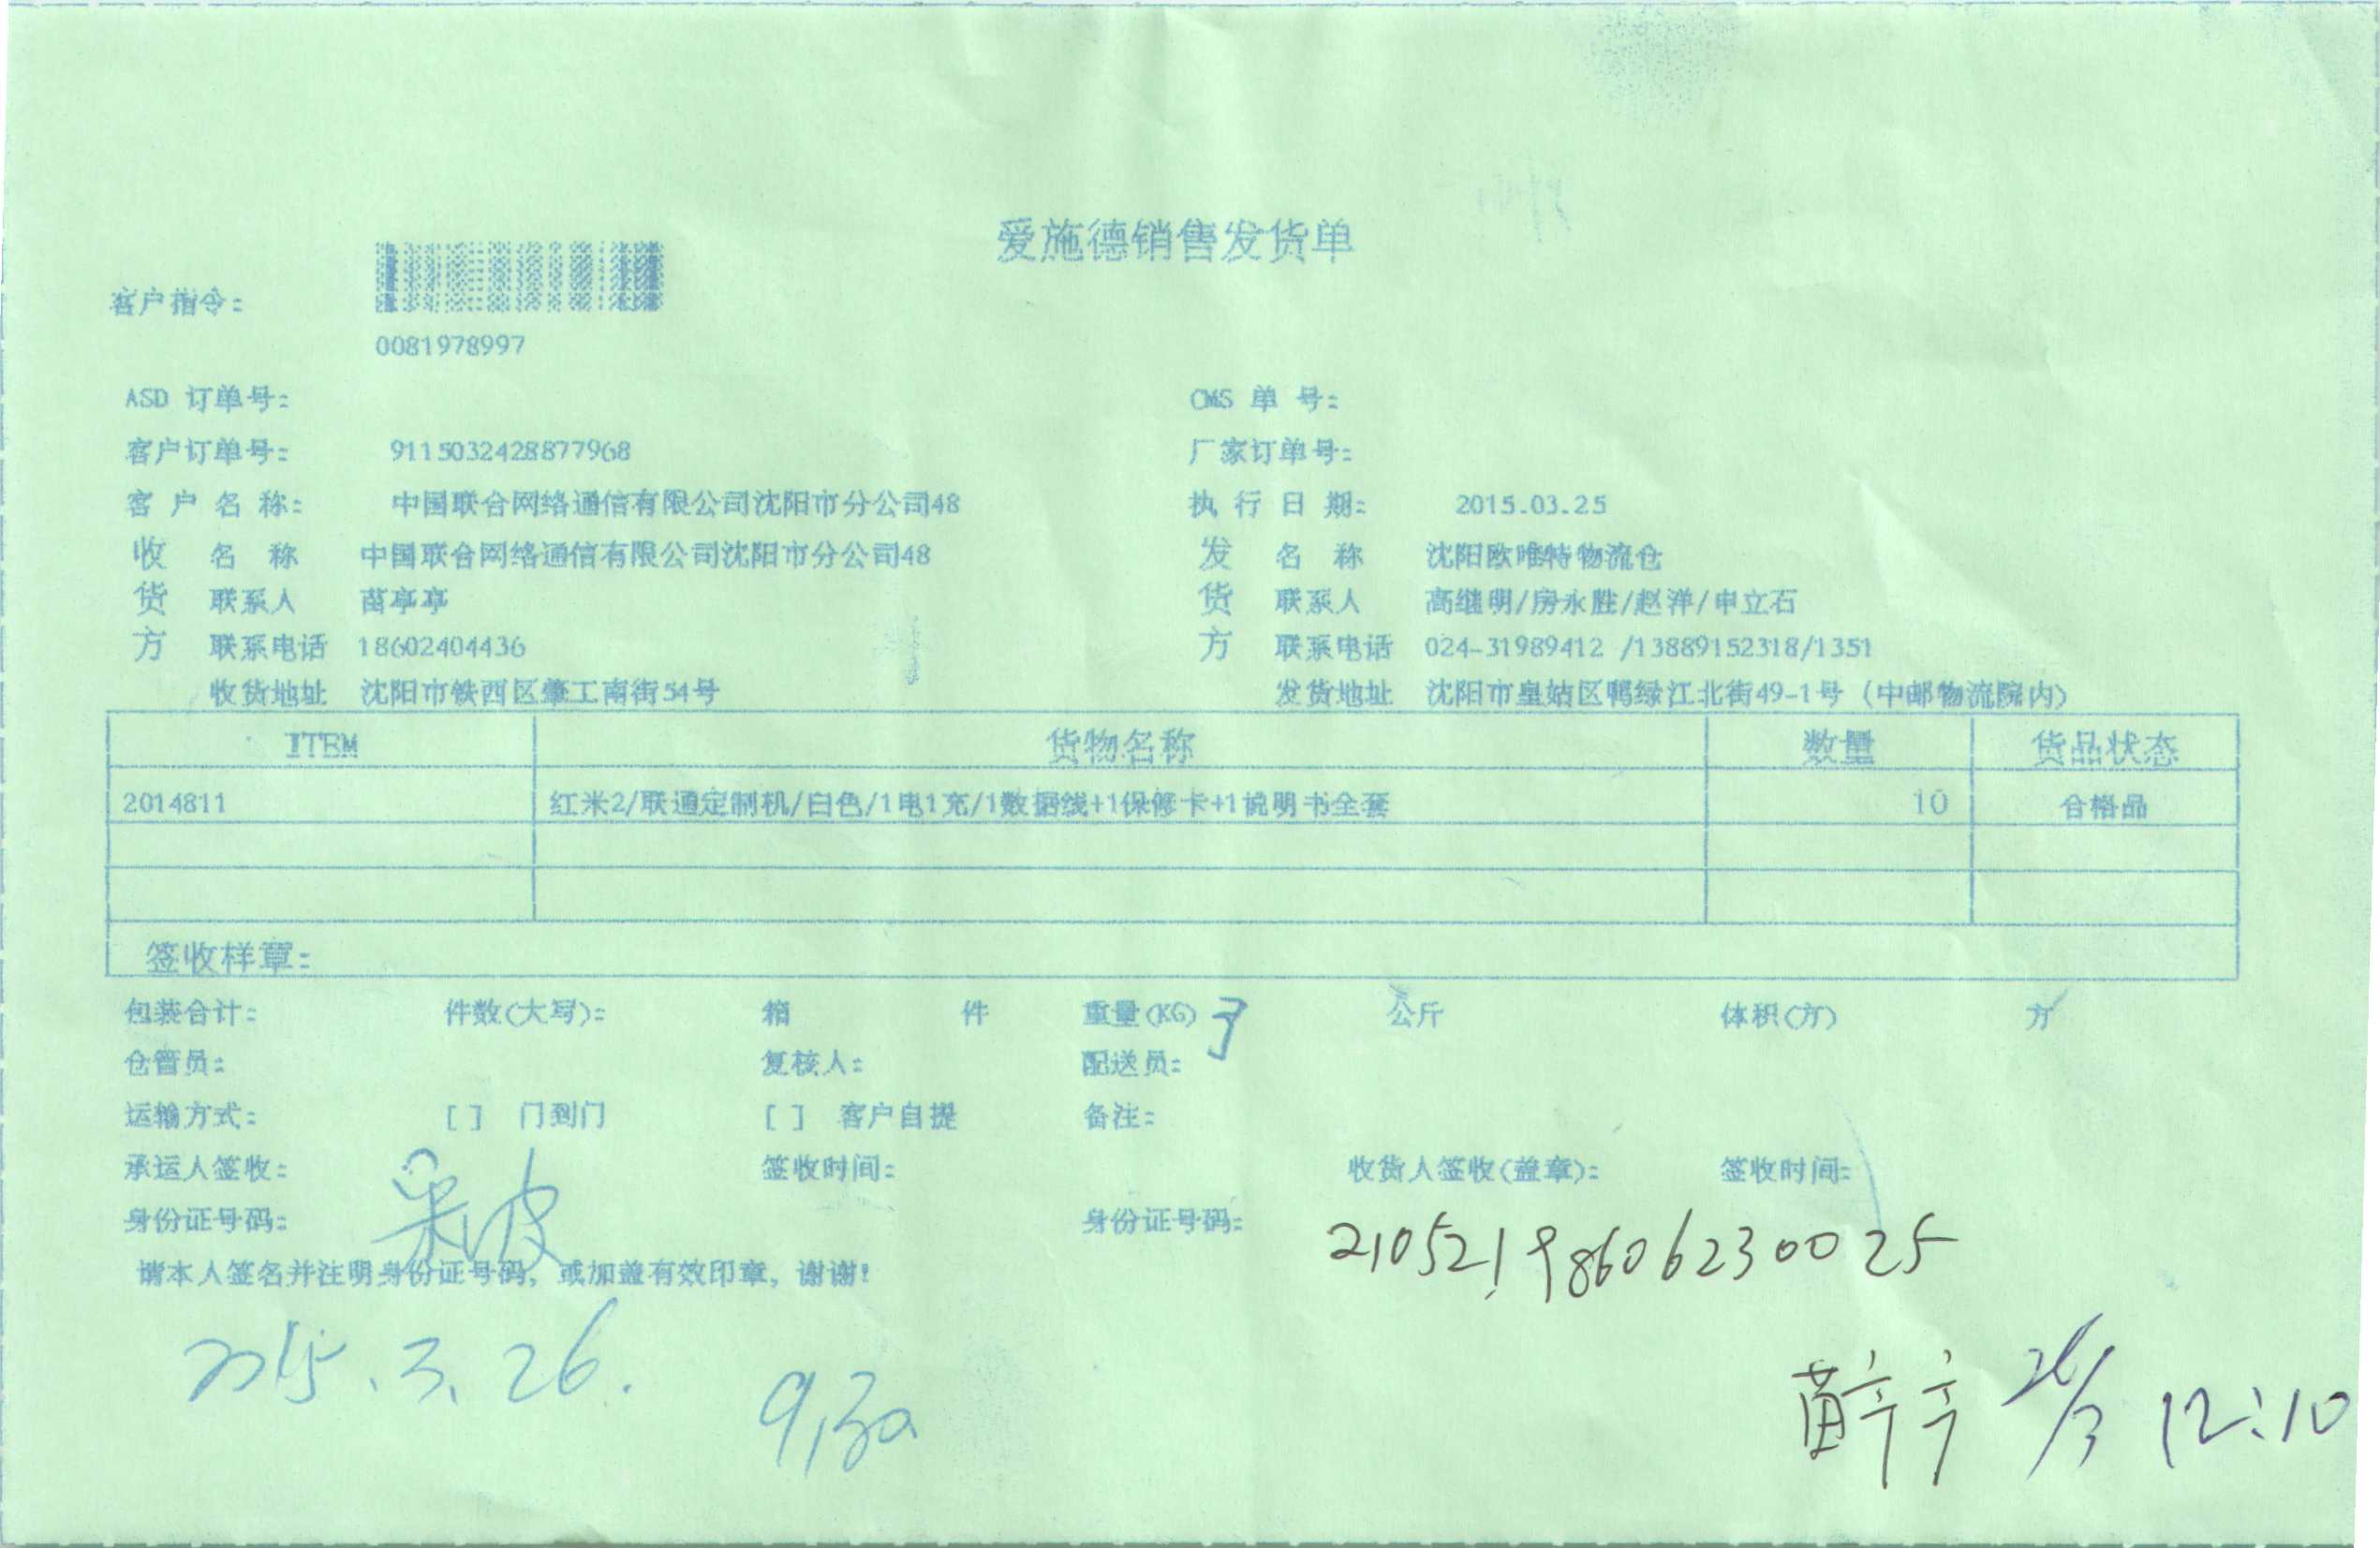 爱施德销售发货单
客户指令:
0081978997
ASD 订单号: CMS 单 号:
客户订单号: 9115032428877968 厂家订单号:
客 户 名 称: 中国联合网络通信有限公司沈阳市分公司48 执 行 日 期: 2015.03.25
收 名 称 中国联合网络通信有限公司沈阳市分公司48 发 名 称 沈阳欧唯特物流仓
货 联系人 苗亭亭 货 联系人 高继明/房永胜/赵洋/申立石
方 联系电话 18602404436 方 联系电话 024-31989412 /13889152318/1351
收货地址 沈阳市铁西区肇工南街54号 发货地址 沈阳市皇姑区鸭绿江北街49-1号 (中邮物流院内)
ITEM 货物名称 数量 货品状态
2014811 红米2/联通定制机/白色/1电1充/1数据线+1保修卡+1说明书全套 10 合格品
签收样章:
包装合计: 件数(大写): 箱 件 重量(KG) 公斤 体积(方) 方
仓管员: 复核人: 配送员:
运输方式: [ ] 门到门 [ ] 客户自提 备注:
承运人签收: 签收时间: 收货人签收(盖章): 签收时间:
身份证号码: 身份证号码: 210521198606230025
请本人签名并注明身份证号码, 或加盖有效印章, 谢谢!
2015.3.26.
9,30
苗亭亭 26/3 12:10